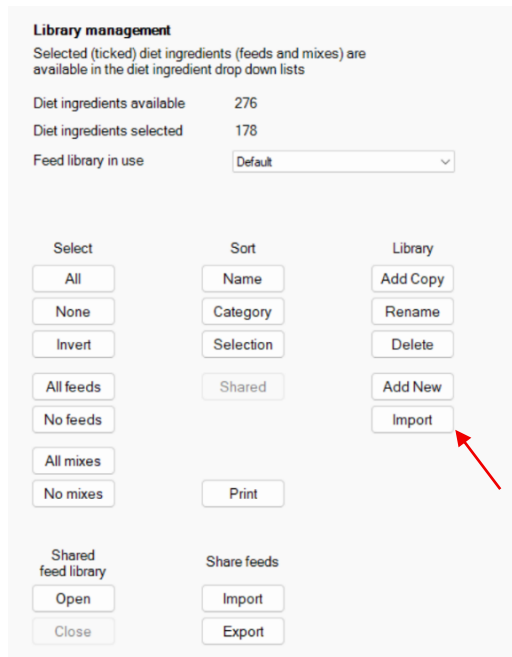 Library management
Selected (ticked) diet ingredients (feeds and mixes) are
available in the diet ingredient drop down lists
Diet ingredients available 276
Diet ingredients selected 178
Feed library in use Default
Select Sort Library
All Name Add Copy
None Category Rename
Invert Selection Delete
All feeds Shared Add New
No feeds Import
All mixes
No mixes Print
Shared
feed library Share feeds
Open Import
Close Export